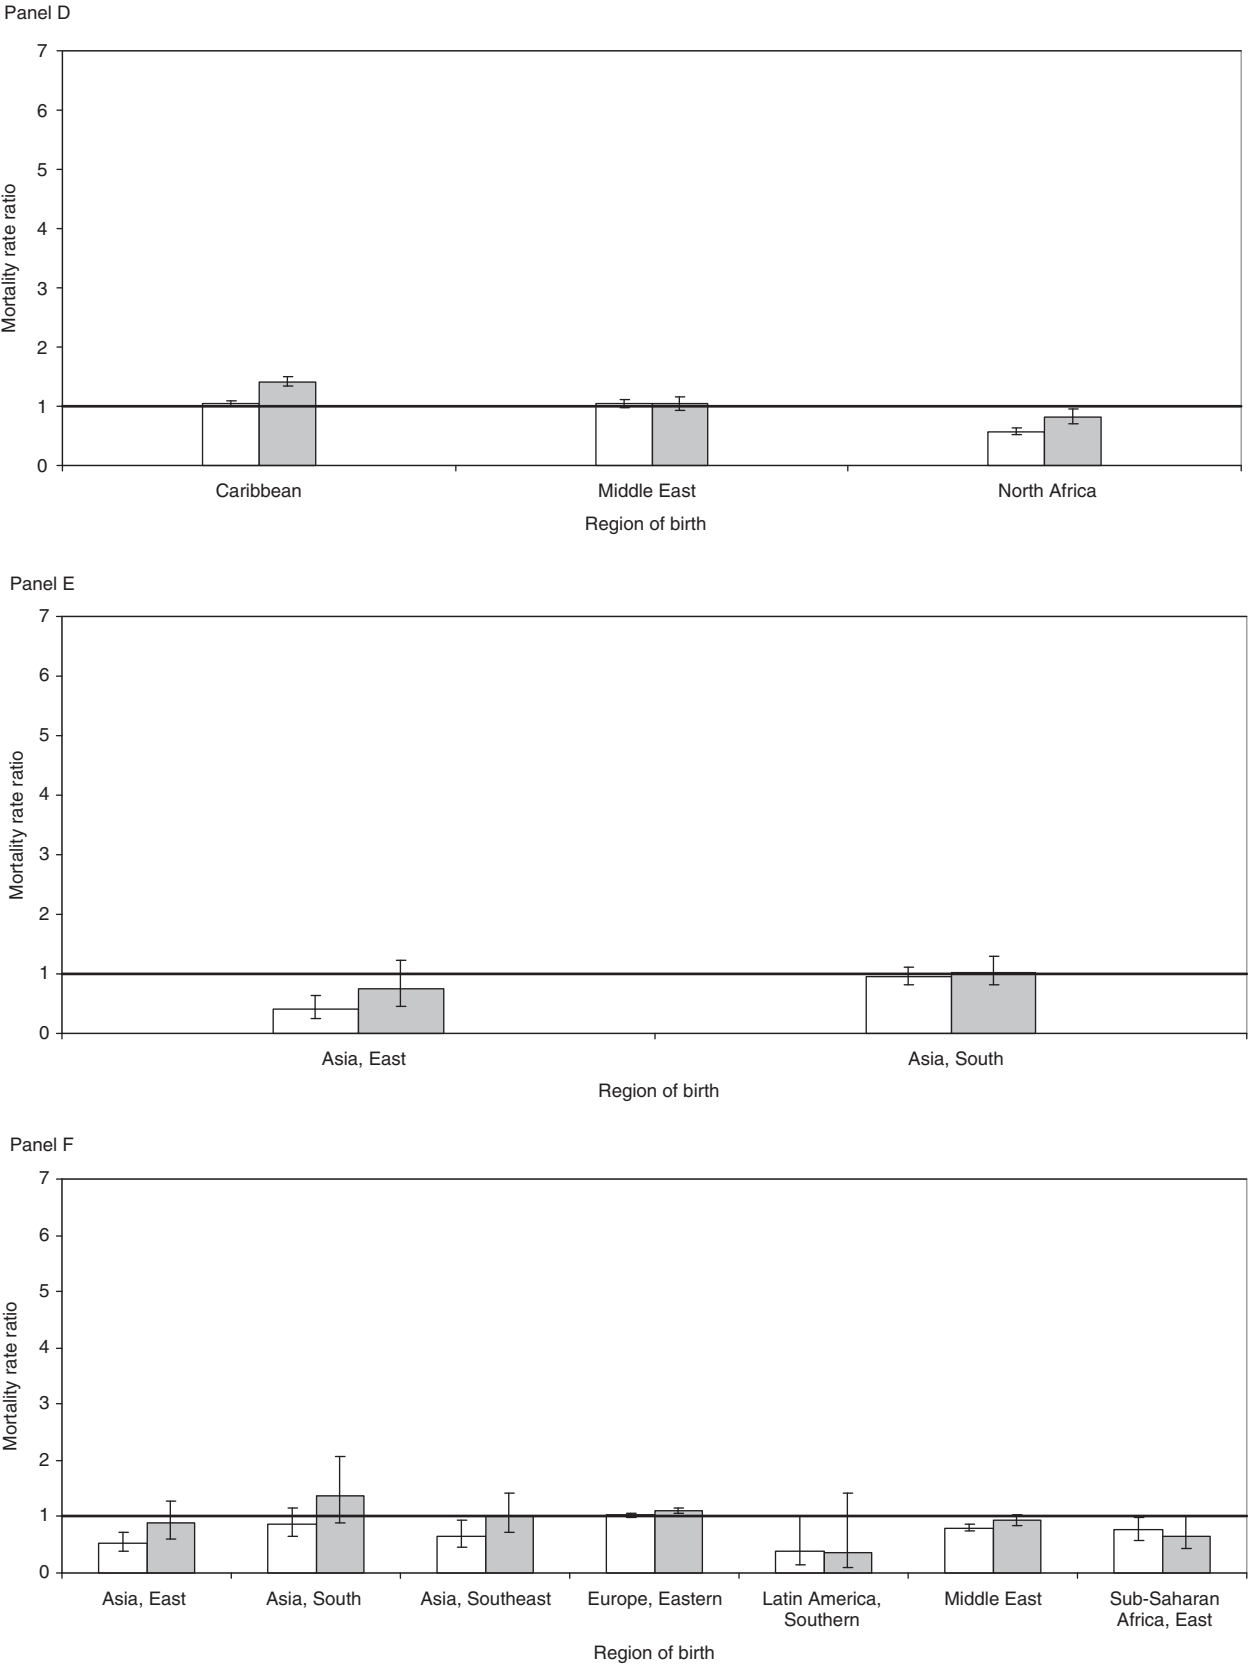 Panel D
7
6
5
4
3
2
1
0
Mortality rate ratio
Caribbean
Middle East
North Africa
Region of birth
Panel E
7
6
5
4
3
2
1
0
Mortality rate ratio
Asia, East
Asia, South
Region of birth
Panel F
7
6
5
4
3
2
1
0
Mortality rate ratio
Asia, East
Asia, South
Asia, Southeast
Europe, Eastern
Latin America,
Southern
Middle East
Sub-Saharan
Africa, East
Region of birth